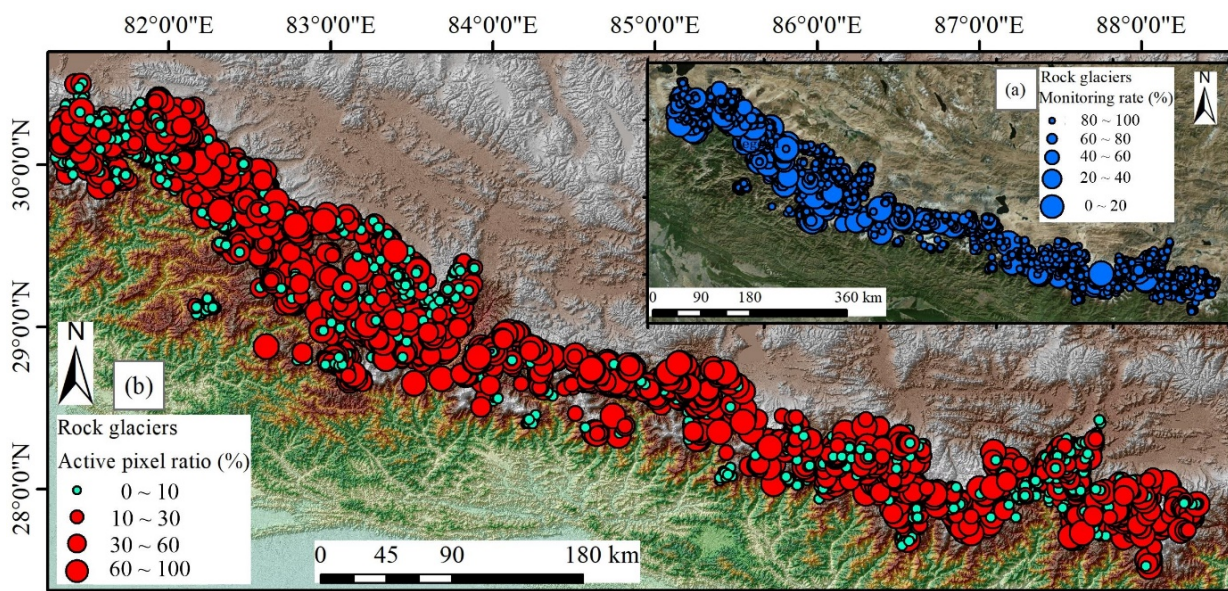 82°0'0"E 83°0'0"E 84°0'0"E 85°0'0"E 86°0'0"E 87°0'0"E 88°0'0"E
30°0'0"N
29°0'0"N
28°0'0"N
(a)
Rock glaciers
Monitoring rate (%)
80 ~ 100
60 ~ 80
40 ~ 60
20 ~ 40
0 ~ 20
N
0 90 180 360 km
N
(b)
Rock glaciers
Active pixel ratio (%)
0 ~ 10
10 ~ 30
30 ~ 60
60 ~ 100
0 45 90 180 km